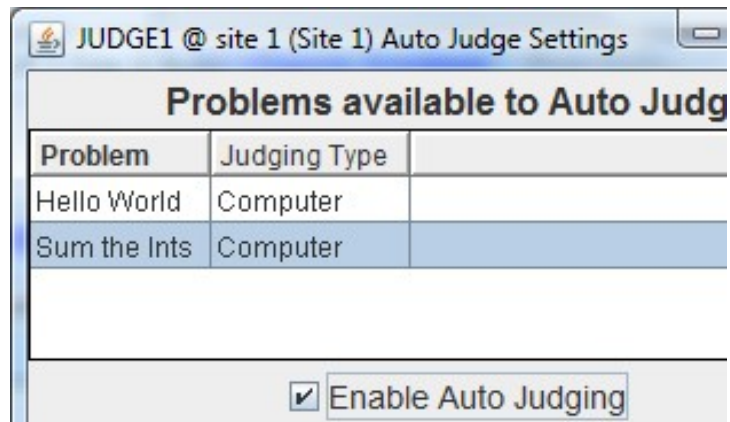 JUDGE1 @ site 1 (Site 1) Auto Judge Settings
Problems available to Auto Judg
Problem Judging Type
Hello World Computer
Sum the Ints Computer
Enable Auto Judging